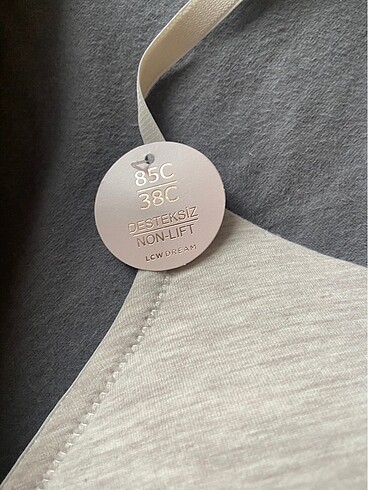 85C
38C
DESTEKSİZ
NON-LIFT
LCW DREAM